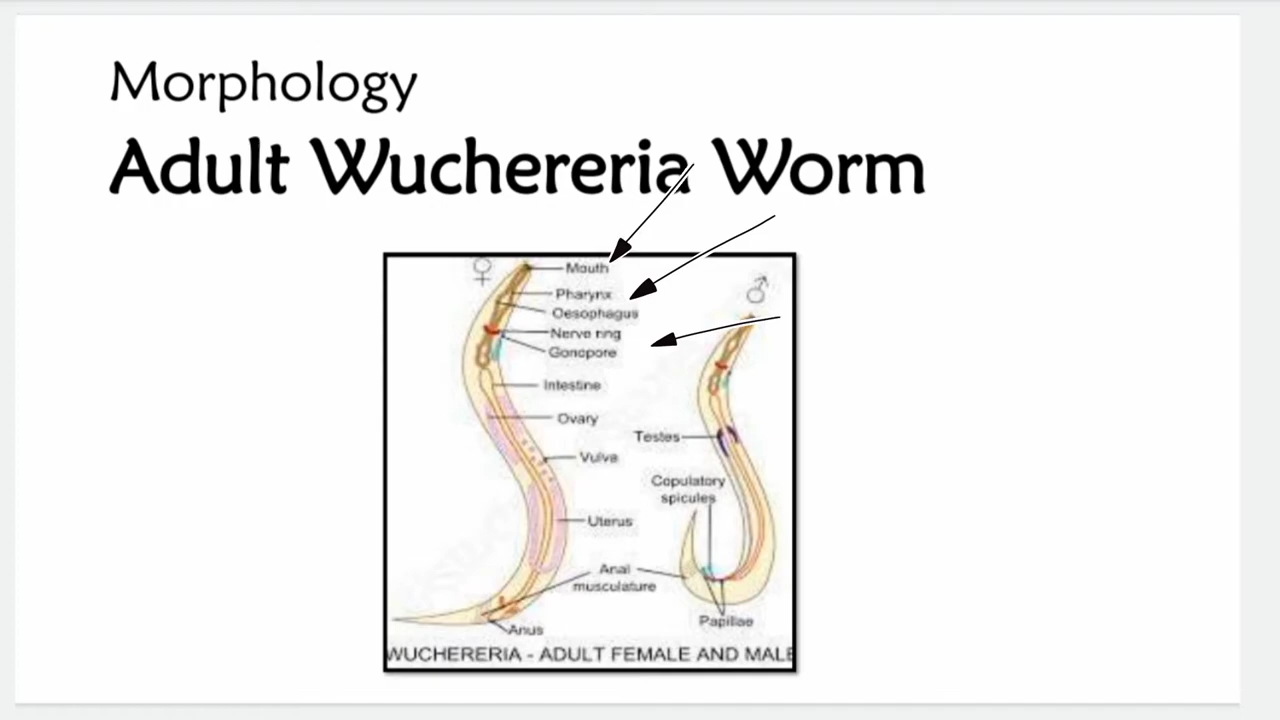 Morphology
Adult Wuchereria Worm
Mouth
Pharynx
Oesophagus
Nerve ring
Gonopore
Intestine
Ovary
Vulva
Uterus
Anal
musculature
Anus
Testes
Copulatory
spicules
Papillae
WUCHERERIA - ADULT FEMALE AND MALE